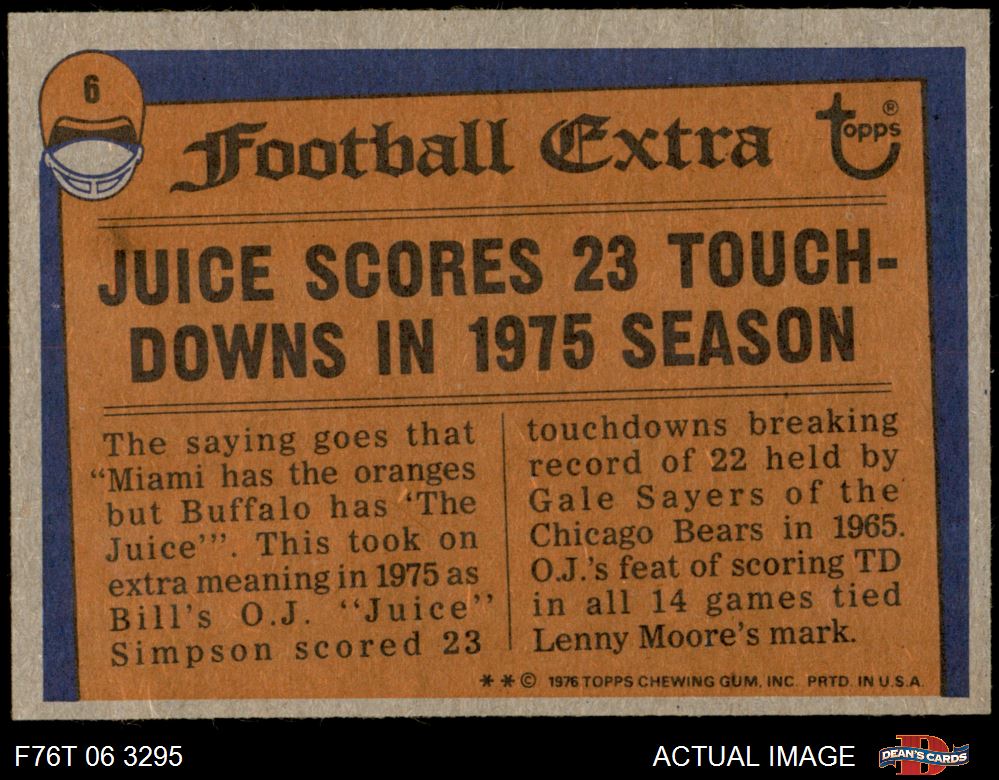 6
Football Extra
topps®
JUICE SCORES 23 TOUCH-
DOWNS IN 1975 SEASON
The saying goes that
“Miami has the oranges
but Buffalo has ‘The
Juice’”. This took on
extra meaning in 1975 as
Bill's O.J. “Juice”
Simpson scored 23
touchdowns breaking
record of 22 held by
Gale Sayers of the
Chicago Bears in 1965.
O.J.'s feat of scoring TD
in all 14 games tied
Lenny Moore's mark.
**© 1976 TOPPS CHEWING GUM, INC. PRTD. IN U.S.A.
F76T 06 3295
ACTUAL IMAGE
DEAN'S CARDS